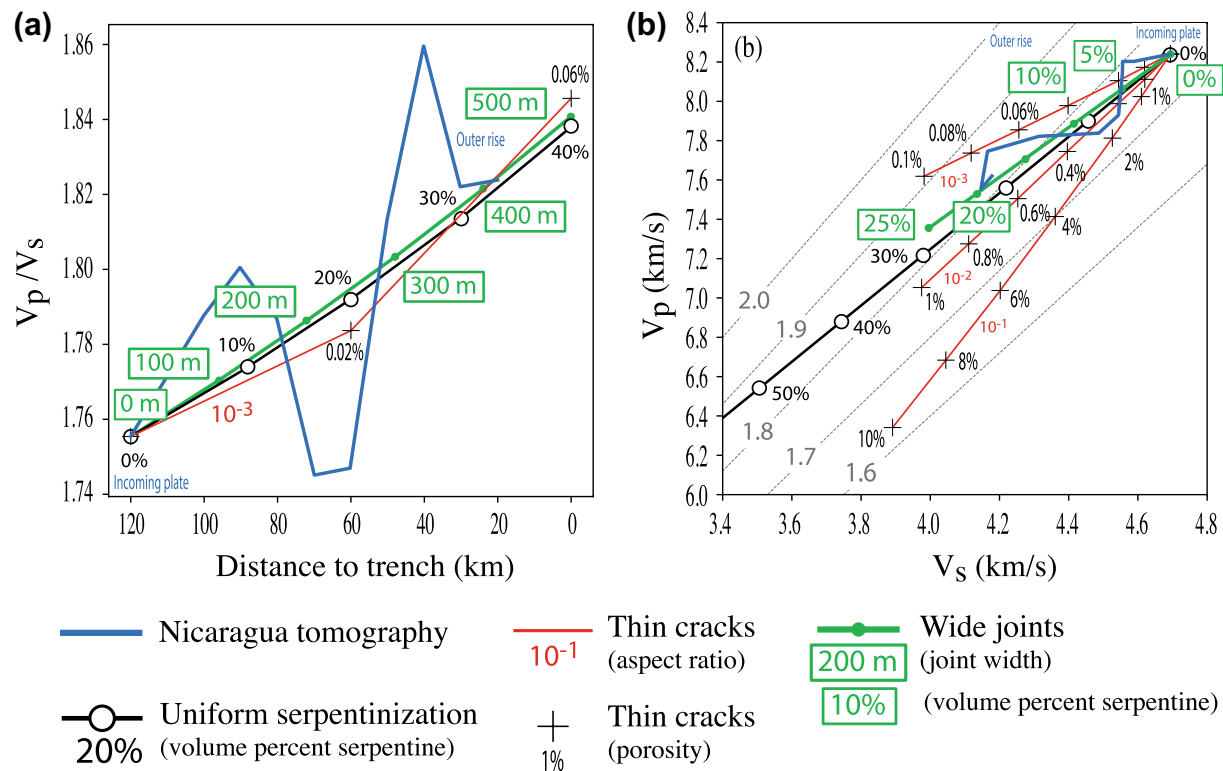 (a)
1.86
1.84
1.82
1.80
1.78
1.76
1.74
Vp/Vs
500 m
0.06%
40%
Outer rise
30%
400 m
20%
300 m
200 m
10%
0.02%
100 m
0 m
10-3
0%
Incoming plate
120
100
80
60
40
20
0
Distance to trench (km)
(b)
(b)
8.4
8.2
8.0
7.8
7.6
7.4
7.2
7.0
6.8
6.6
6.4
6.2
6.0
Vp (km/s)
Outer rise
Incoming plate
5%
0%
0%
10%
1%
0.06%
0.08%
2%
0.1%
10-3
0.4%
25%
20%
0.6%
4%
30%
0.8%
10-2
1%
6%
2.0
1.9
40%
10-1
8%
50%
1.8
10%
1.7
1.6
3.4
3.6
3.8
4.0
4.2
4.4
4.6
4.8
Vs (km/s)
Nicaragua tomography
Thin cracks
10-1
(aspect ratio)
Wide joints
200 m
(joint width)
Uniform serpentinization
20%
(volume percent serpentine)
Thin cracks
1%
(porosity)
10%
(volume percent serpentine)